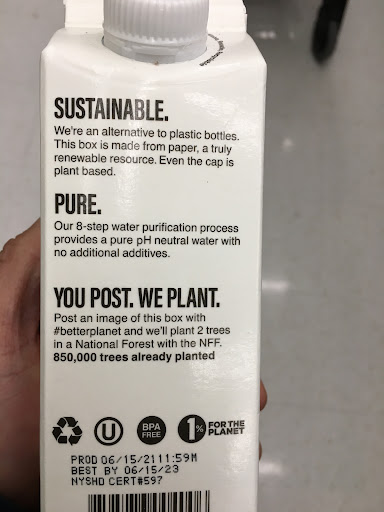 SUSTAINABLE.
We're an alternative to plastic bottles.
This box is made from paper, a truly
renewable resource. Even the cap is
plant based.
PURE.
Our 8-step water purification process
provides a pure pH neutral water with
no additional additives.
YOU POST. WE PLANT.
Post an image of this box with
#betterplanet and we'll plant 2 trees
in a National Forest with the NFF.
850,000 trees already planted
U
BPA
FREE
1%
FOR THE
PLANET
PROD 06/15/2111:59M
BEST BY 06/15/23
NYSHD CERT#597